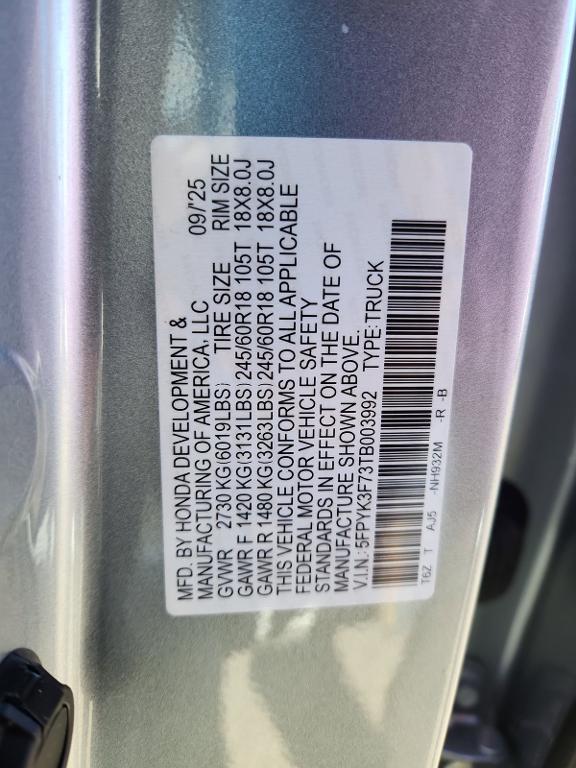 MFD. BY HONDA DEVELOPMENT & 09/'25
MANUFACTURING OF AMERICA, LLC
GVWR 2730 KG(6019LBS) TIRE SIZE RIM SIZE
GAWR F 1420 KG(3131LBS) 245/60R18 105T 18X8.0J
GAWR R 1480 KG(3263LBS) 245/60R18 105T 18X8.0J
THIS VEHICLE CONFORMS TO ALL APPLICABLE
FEDERAL MOTOR VEHICLE SAFETY
STANDARDS IN EFFECT ON THE DATE OF
MANUFACTURE SHOWN ABOVE.
V.I.N.: 5FPYK3F73TB003992 TYPE: TRUCK
T6Z T AJ5 -NH932M -R -B